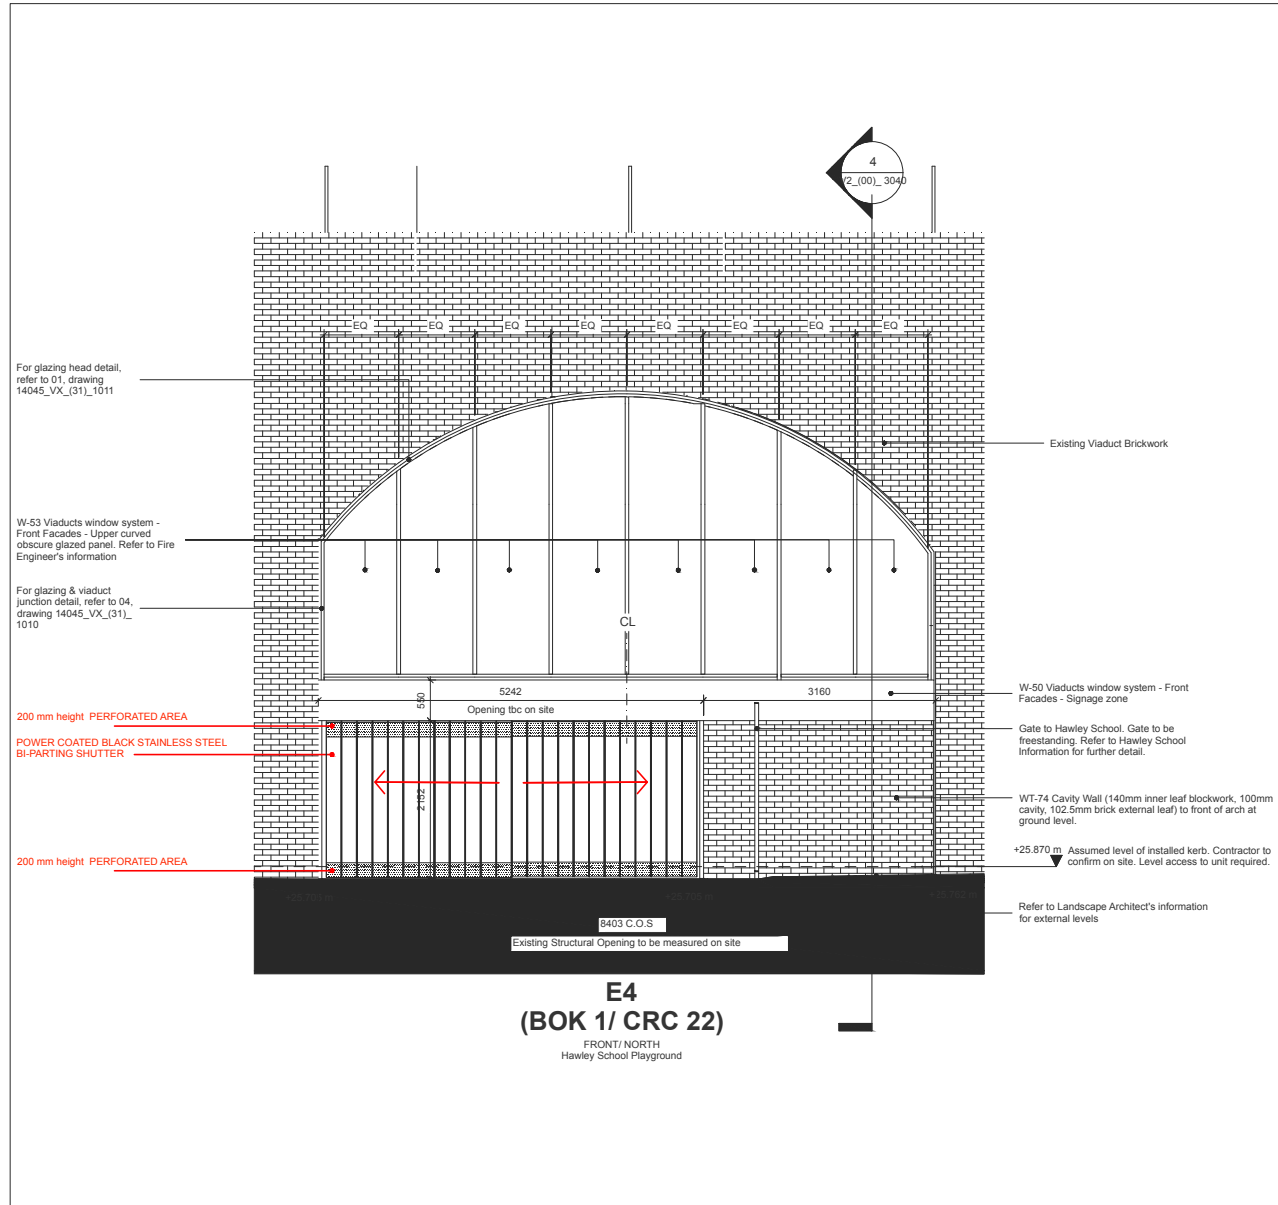 4
V2_(00)_ 3040
EQ EQ EQ EQ EQ EQ EQ EQ
For glazing head detail,
refer to 01, drawing
14045_VX_(31)_1011
Existing Viaduct Brickwork
W-53 Viaducts window system -
Front Facades - Upper curved
obscure glazed panel. Refer to Fire
Engineer's information
For glazing & viaduct
junction detail, refer to 04,
drawing 14045_VX_(31)_
1010
CL
550
5242
3160
Opening tbc on site
W-50 Viaducts window system - Front
Facades - Signage zone
200 mm height  PERFORATED AREA
POWER COATED BLACK STAINLESS STEEL
BI-PARTING SHUTTER
Gate to Hawley School. Gate to be
freestanding. Refer to Hawley School
Information for further detail.
2152
WT-74 Cavity Wall (140mm inner leaf blockwork, 100mm
cavity, 102.5mm brick external leaf) to front of arch at
ground level.
200 mm height  PERFORATED AREA
+25.870 m
Assumed level of installed kerb. Contractor to
confirm on site. Level access to unit required.
Refer to Landscape Architect's information
for external levels
8403 C.O.S
Existing Structural Opening to be measured on site
E4
(BOK 1/ CRC 22)
FRONT/ NORTH
Hawley School Playground